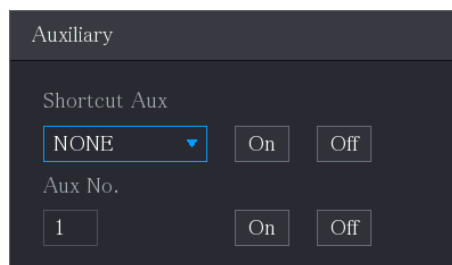 Auxiliary
Shortcut Aux
NONE On Off
Aux No.
1 On Off